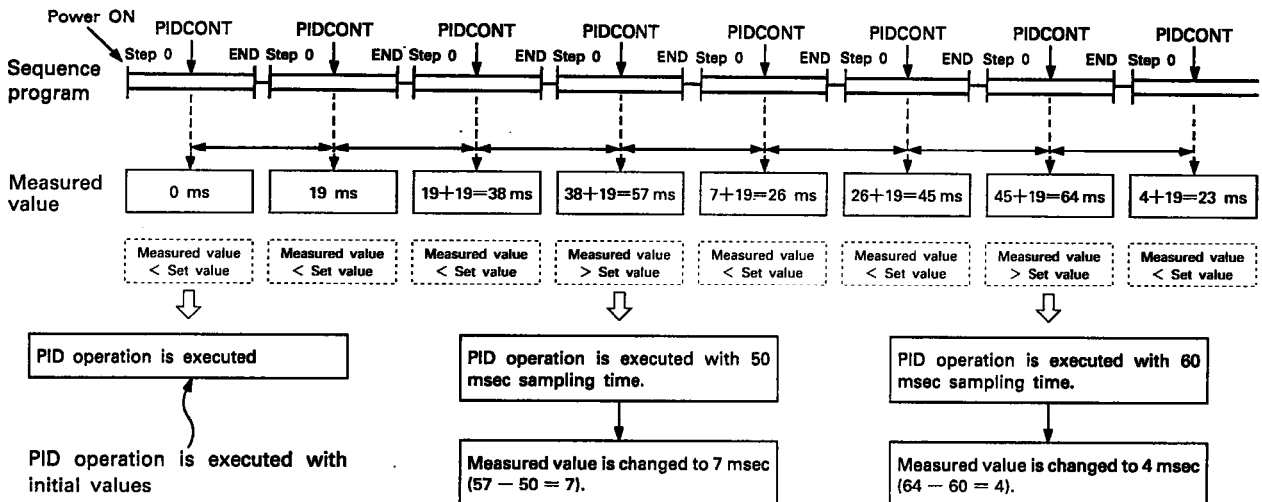 Power ON
PIDCONT PIDCONT PIDCONT PIDCONT PIDCONT PIDCONT PIDCONT PIDCONT
Step 0 END Step 0 END Step 0 END Step 0 END Step 0 END Step 0 END Step 0 END Step 0
Sequence
program
Measured
value
0 ms 19 ms 19+19=38 ms 38+19=57 ms 7+19=26 ms 26+19=45 ms 45+19=64 ms 4+19=23 ms
Measured value
< Set value
Measured value
< Set value
Measured value
< Set value
Measured value
> Set value
Measured value
< Set value
Measured value
< Set value
Measured value
> Set value
Measured value
< Set value
PID operation is executed
PID operation is executed with
initial values
PID operation is executed with 50
msec sampling time.
Measured value is changed to 7 msec
(57 − 50 = 7).
PID operation is executed with 60
msec sampling time.
Measured value is changed to 4 msec
(64 − 60 = 4).